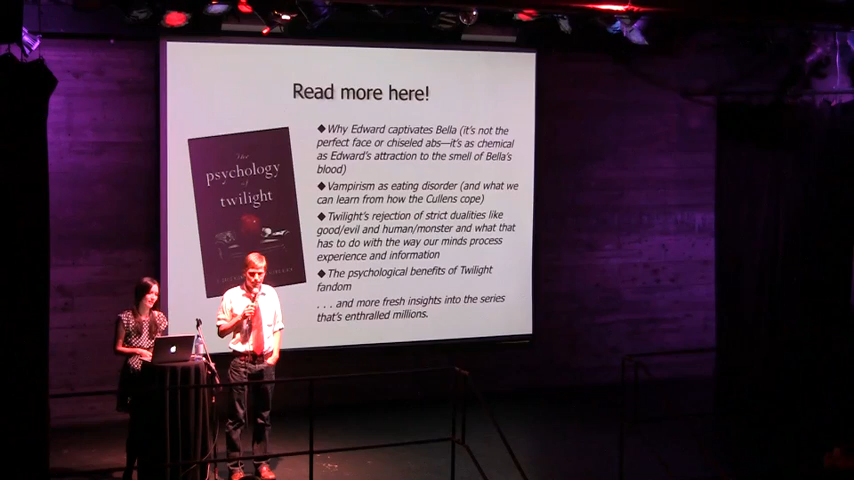 Read more here!
The
psychology
of
twilight
◆Why Edward captivates Bella (it's not the
perfect face or chiseled abs—it's as chemical
as Edward's attraction to the smell of Bella's
blood)
◆Vampirism as eating disorder (and what we
can learn from how the Cullens cope)
◆Twilight's rejection of strict dualities like
good/evil and human/monster and what that
has to do with the way our minds process
experience and information
◆The psychological benefits of Twilight
fandom
. . . and more fresh insights into the series
that's enthralled millions.